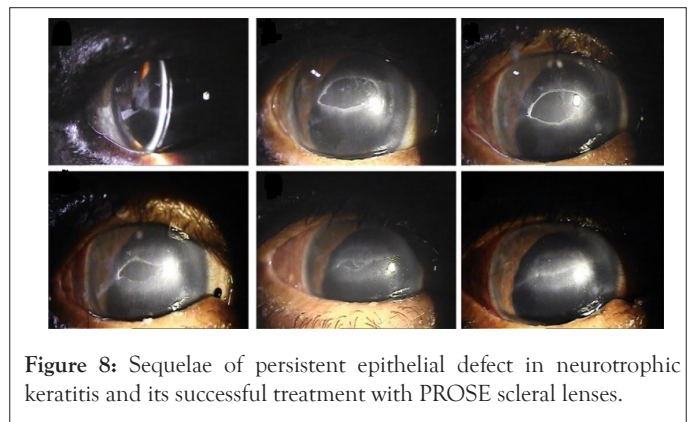 Figure 8: Sequelae of persistent epithelial defect in neurotrophic
keratitis and its successful treatment with PROSE scleral lenses.